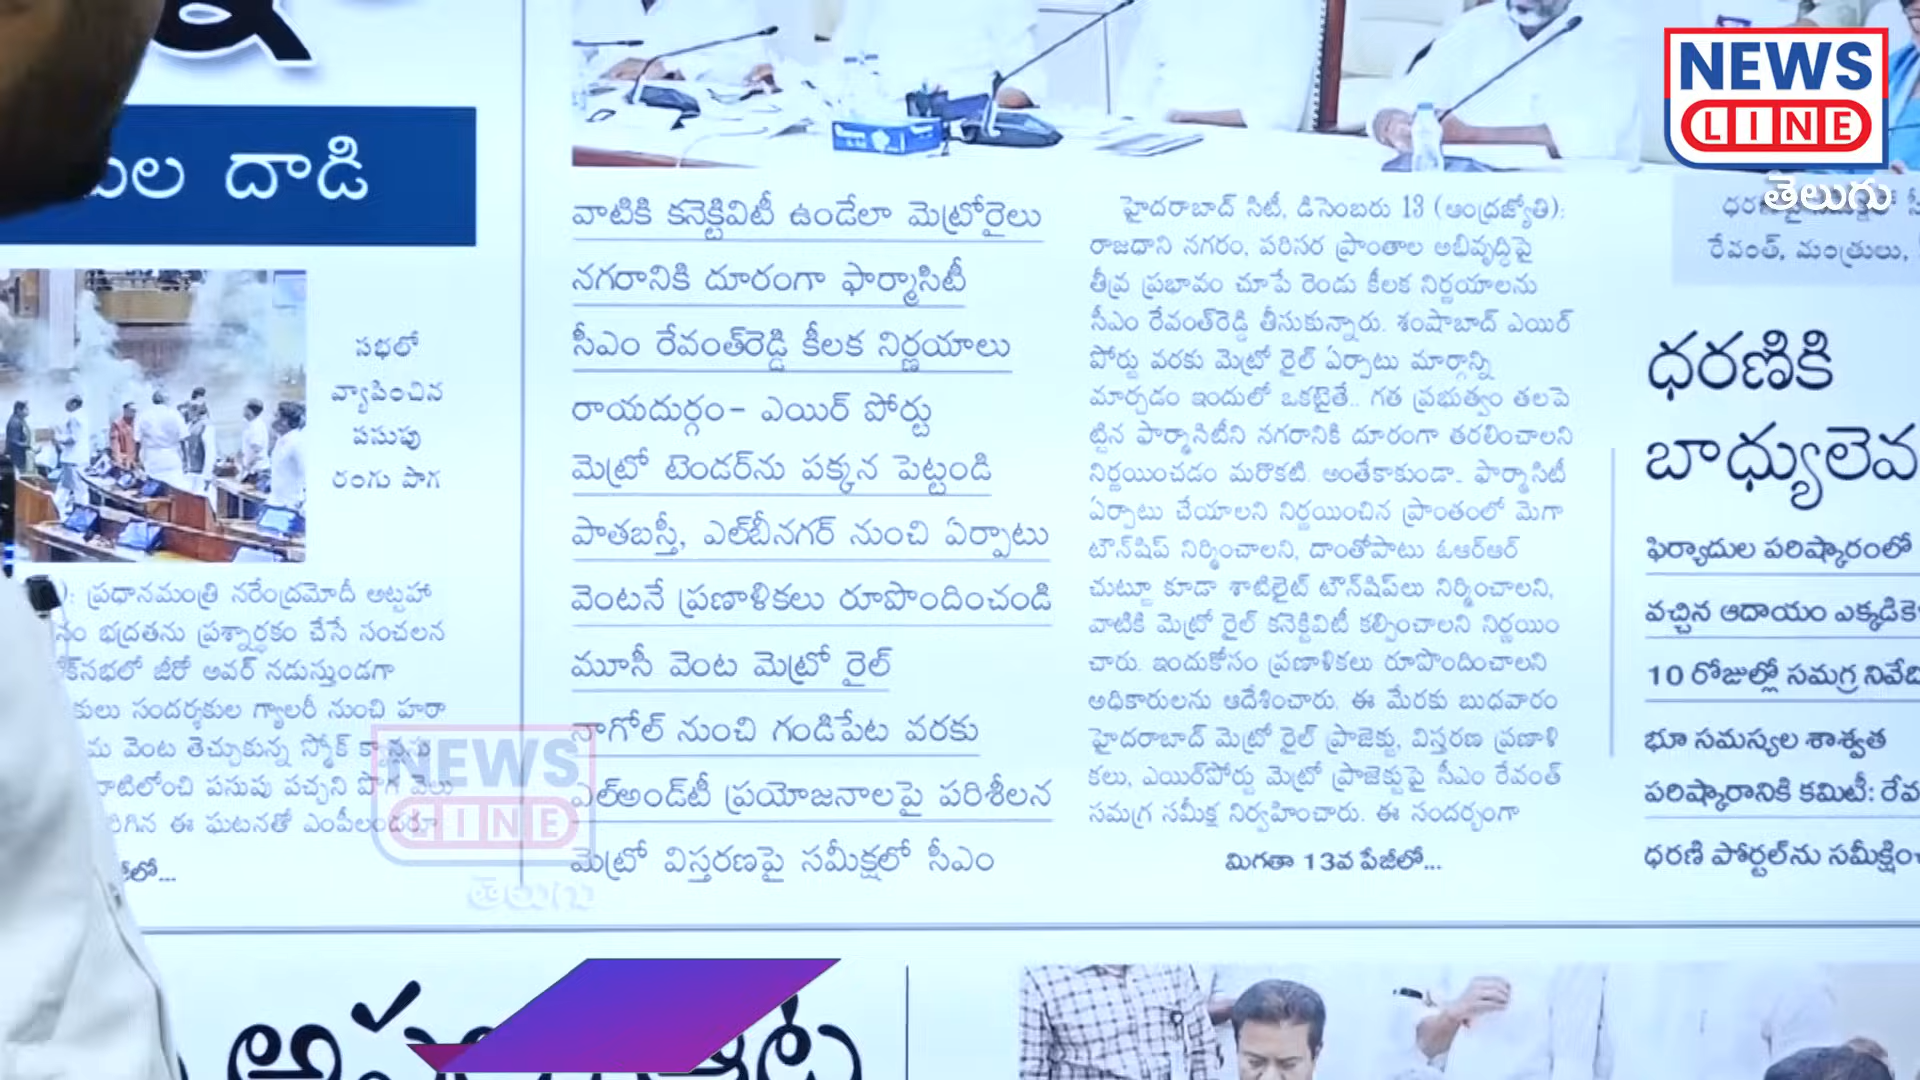 NEWS
LINE
తెలుగు
దాడి
సభలో
వ్యాపించిన
పసుపు
రంగు పొగ
ప్రధానమంత్రి నరేంద్రమోదీ అట్టహా
భద్రతను ప్రశ్నార్థకం చేసే సంచలన
జీరో అవర్ నడుస్తుండగా
సందర్శకుల గ్యాలరీ నుంచి హఠా
వెంట తెచ్చుకున్న స్మోక్
పసుపు పచ్చని పొగ
ఈ ఘటనతో ఎంపీలందరూ
వాటికి కనెక్టివిటీ ఉండేలా మెట్రోరైలు
నగరానికి దూరంగా ఫార్మాసిటీ
సీఎం రేవంత్‌రెడ్డి కీలక నిర్ణయాలు
రాయదుర్గం- ఎయిర్ పోర్టు
మెట్రో టెండర్‌ను పక్కన పెట్టండి
పాతబస్తీ, ఎల్‌బీనగర్ నుంచి ఏర్పాటు
వెంటనే ప్రణాళికలు రూపొందించండి
మూసీ వెంట మెట్రో రైల్
నాగోల్ నుంచి గండిపేట వరకు
ఎల్అండ్‌టీ ప్రయోజనాలపై పరిశీలన
మెట్రో విస్తరణపై సమీక్షలో సీఎం
హైదరాబాద్ సిటీ, డిసెంబరు 13 (ఆంధ్రజ్యోతి):
రాజధాని నగరం, పరిసర ప్రాంతాల అభివృద్ధిపై
తీవ్ర ప్రభావం చూపే రెండు కీలక నిర్ణయాలను
సీఎం రేవంత్‌రెడ్డి తీసుకున్నారు. శంషాబాద్ ఎయిర్
పోర్టు వరకు మెట్రో రైల్ ఏర్పాటు మార్గాన్ని
మార్చడం ఇందులో ఒకటైతే.. గత ప్రభుత్వం తలపె
ట్టిన ఫార్మాసిటీని నగరానికి దూరంగా తరలించాలని
నిర్ణయించడం మరొకటి. అంతేకాకుండా.. ఫార్మాసిటీ
ఏర్పాటు చేయాలని నిర్ణయించిన ప్రాంతంలో మెగా
టౌన్‌షిప్ నిర్మించాలని, దాంతోపాటు ఓఆర్ఆర్
చుట్టూ కూడా శాటిలైట్ టౌన్‌షిప్‌లు నిర్మించాలని,
వాటికి మెట్రో రైల్ కనెక్టివిటీ కల్పించాలని నిర్ణయిం
చారు. ఇందుకోసం ప్రణాళికలు రూపొందించాలని
అధికారులను ఆదేశించారు. ఈ మేరకు బుధవారం
హైదరాబాద్ మెట్రో రైల్ ప్రాజెక్టు, విస్తరణ ప్రణాళి
కలు, ఎయిర్‌పోర్టు మెట్రో ప్రాజెక్టుపై సీఎం రేవంత్
సమగ్ర సమీక్ష నిర్వహించారు. ఈ సందర్భంగా
మిగతా 13వ పేజీలో...
రేవంత్, మంత్రులు,
ధరణికి
బాధ్యులెవ
ఫిర్యాదుల పరిష్కారంలో
వచ్చిన ఆదాయం
10 రోజుల్లో సమగ్ర
భూ సమస్యల శాశ్వత
పరిష్కారానికి కమిటీ:
ధరణి పోర్టల్‌ను
NEWS
LINE
తెలుగు